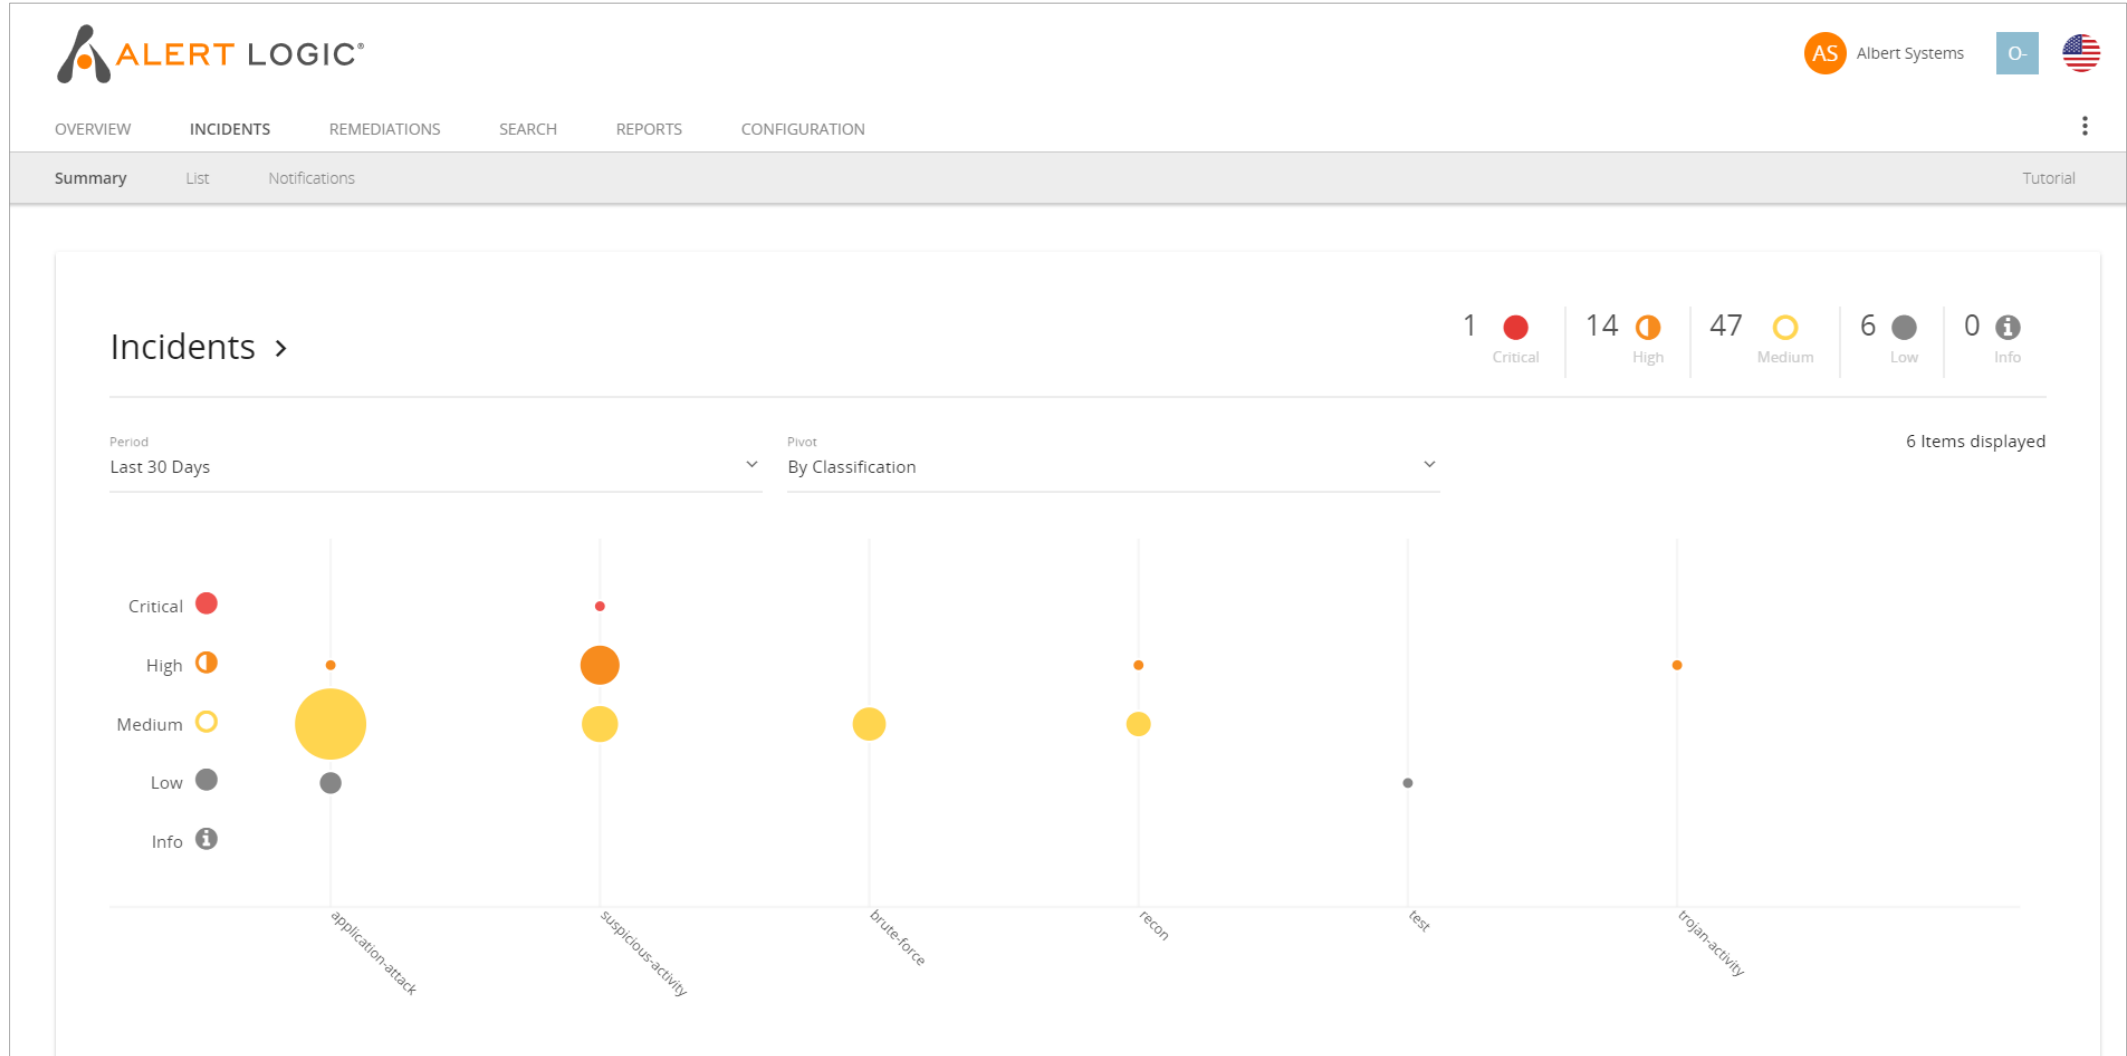 ALERT LOGIC®
AS Albert Systems O-
OVERVIEW INCIDENTS REMEDIATIONS SEARCH REPORTS CONFIGURATION
Summary List Notifications Tutorial
Incidents
1 Critical
14 High
47 Medium
6 Low
0 Info
Period
Last 30 Days
Pivot
By Classification
6 Items displayed
Critical
High
Medium
Low
Info
application-attack
suspicious-activity
brute-force
recon
test
trojan-activity